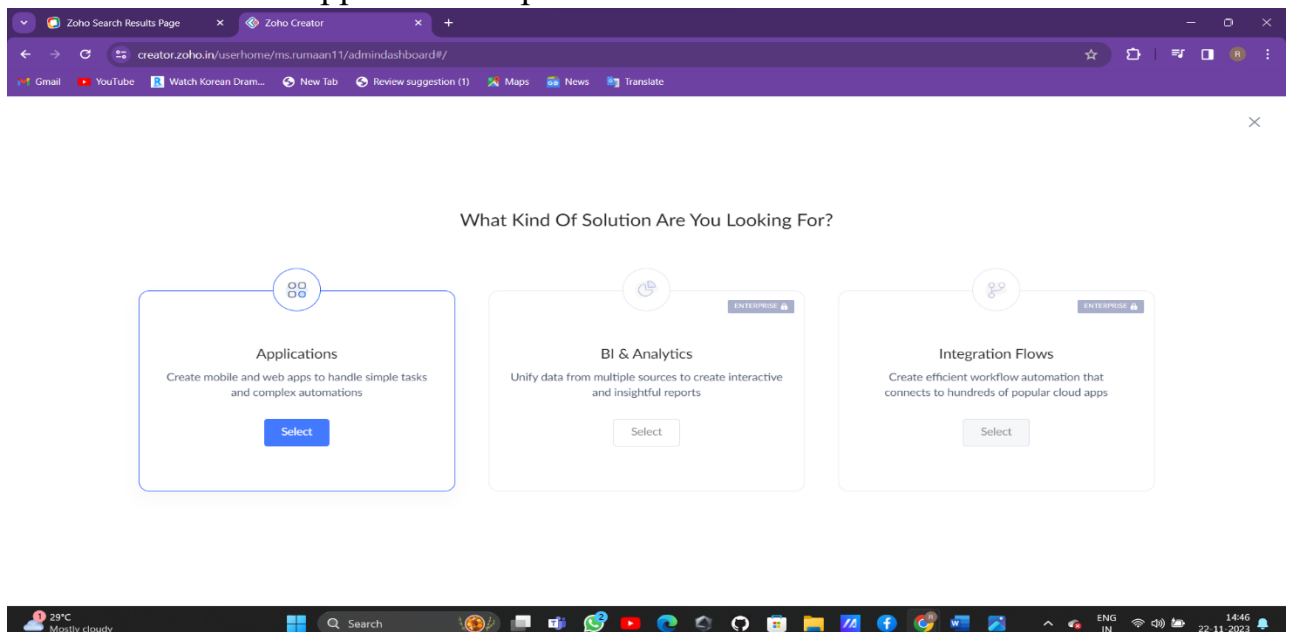 Zoho Search Results Page
Zoho Creator
creator.zoho.in/userhome/ms.rumaan11/admindashboard#/
R
Gmail
YouTube
Watch Korean Dram...
New Tab
Review suggestion (1)
Maps
News
Translate
What Kind Of Solution Are You Looking For?
Applications
Create mobile and web apps to handle simple tasks
and complex automations
Select
ENTERPRISE
BI & Analytics
Unify data from multiple sources to create interactive
and insightful reports
Select
ENTERPRISE
Integration Flows
Create efficient workflow automation that
connects to hundreds of popular cloud apps
Select
1
29°C
Mostly cloudy
Search
2
ENG
IN
14:46
22-11-2023